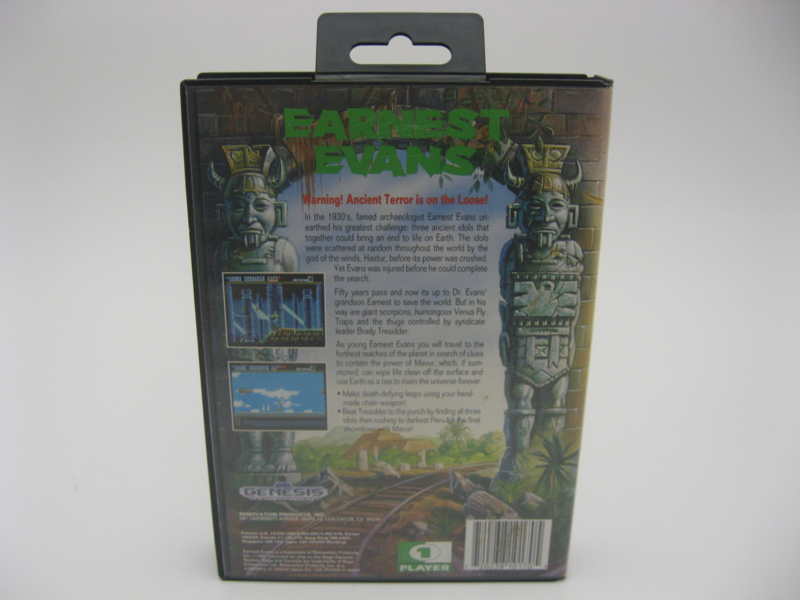 EARNEST
EVANS
Warning! Ancient Terror is on the Loose!
In the 1930's, famed archaeologist Earnest Evans un-
earthed his greatest challenge: three ancient idols that
together could bring an end to life on Earth. The idols
were scattered at random throughout the world by the
god of the winds, Hastur, before its power was crushed.
Yet Evans was injured before he could complete
the search.
Fifty years pass and now its up to Dr. Evans'
grandson Earnest to save the world. But in his
way are giant scorpions, humorigous Venus Fly
Traps and the thugs controlled by syndicate
leader Brady Tresidder.
As young Earnest Evans you will travel to the
furthest reaches of the planet in search of clues
to contain the power of Mavur, which, if sum-
moned, can wipe life clean off the surface and
use Earth as a taxi to roam the universe forever.
• Make death-defying leaps using your hand-
made chain weapon!
• Beat Tresidder to the punch by finding all three
idols then rushing to darkest Peru for the final
showdown with Mavur!
GENESIS
RENOVATION PRODUCTS, INC.
1
PLAYER